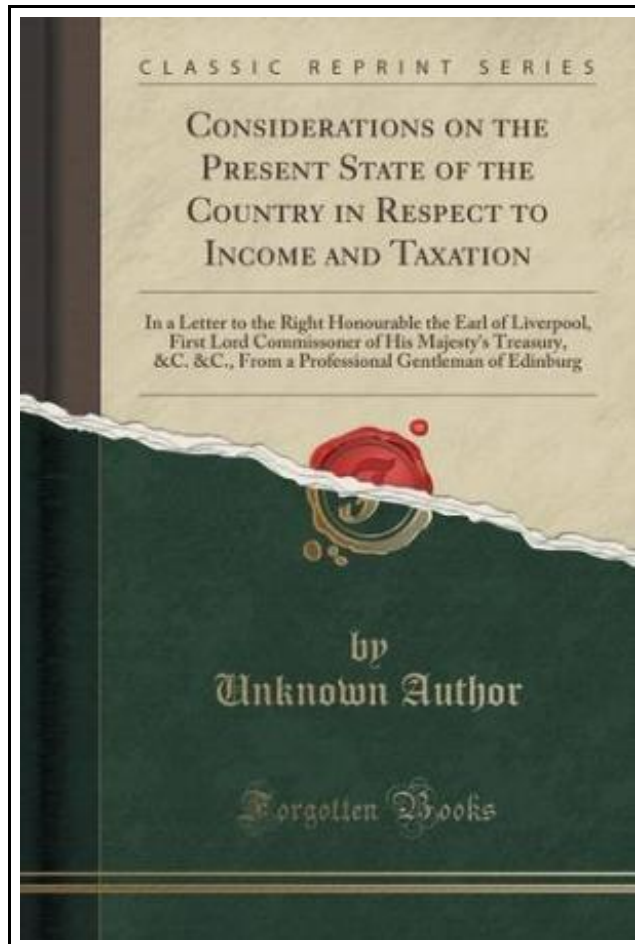 CLASSIC REPRINT SERIES
CONSIDERATIONS ON THE
PRESENT STATE OF THE
COUNTRY IN RESPECT TO
INCOME AND TAXATION
In a Letter to the Right Honourable the Earl of Liverpool,
First Lord Commissoner of His Majesty's Treasury,
&C. &C., From a Professional Gentleman of Edinburg
by
Unknown Author
Forgotten Books